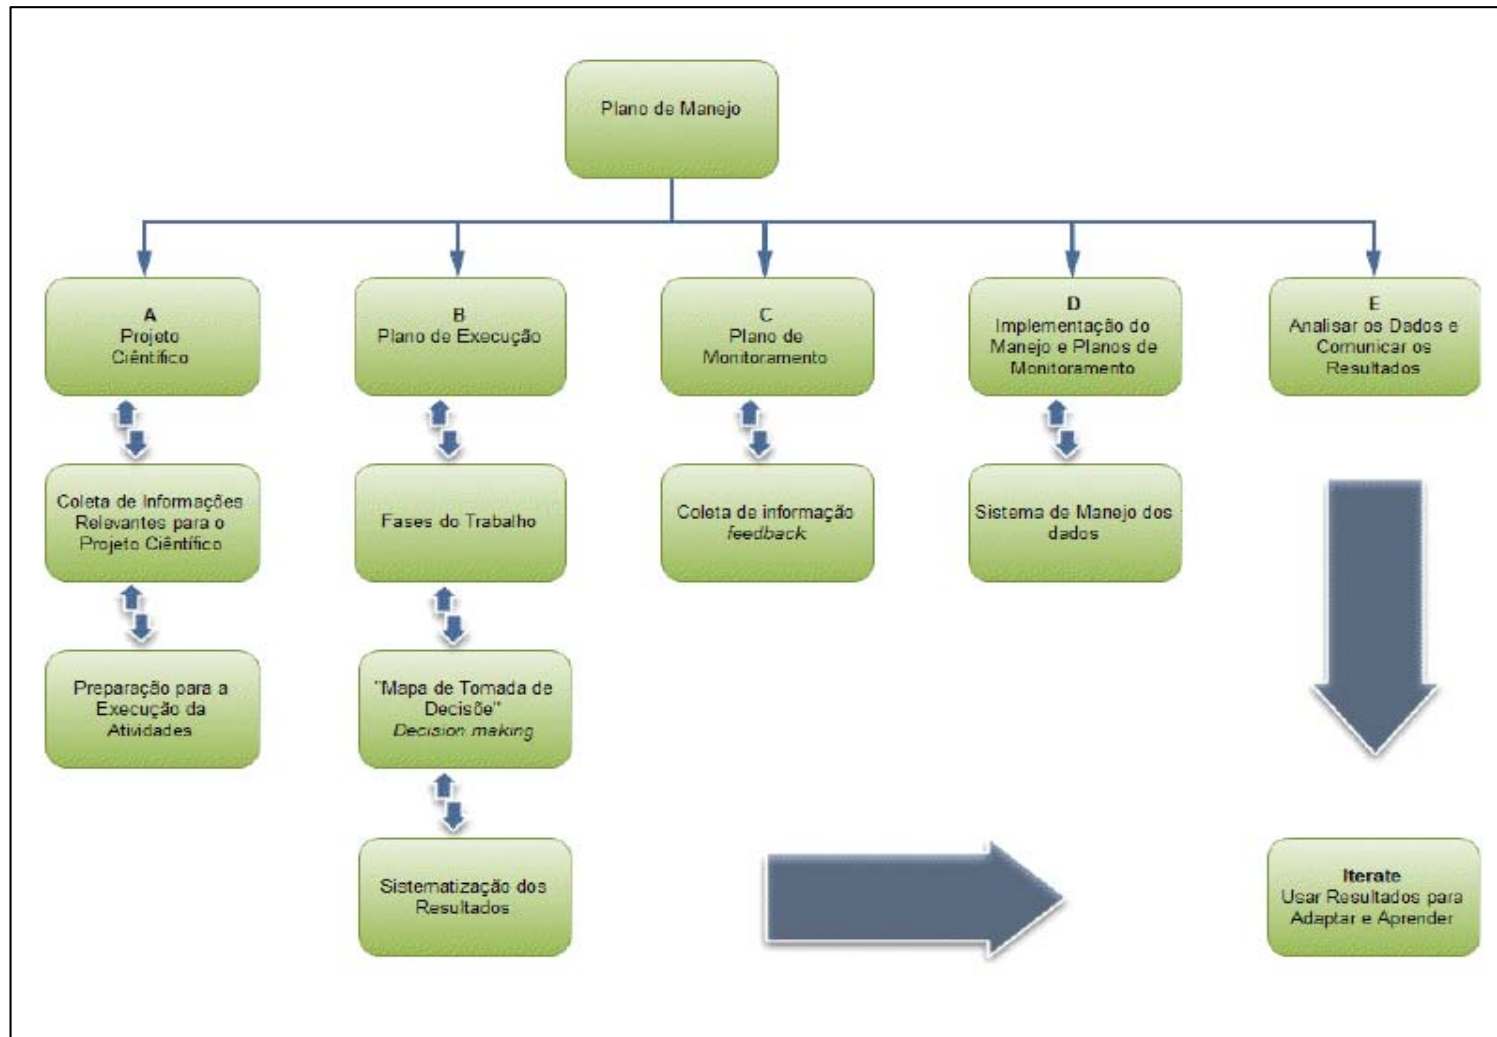 Plano de Manejo
A
Projeto
Ciêntífico
B
Plano de Execução
C
Plano de
Monitoramento
D
Implementação do
Manejo e Planos de
Monitoramento
E
Analisar os Dados e
Comunicar os
Resultados
Coleta de Informações
Relevantes para o
Projeto Ciêntífico
Fases do Trabalho
Coleta de informação
feedback
Sistema de Manejo dos
dados
Preparação para a
Execução da
Atividades
"Mapa de Tomada de
Decisõe"
Decision making
Sistematização dos
Resultados
Iterate
Usar Resultados para
Adaptar e Aprender